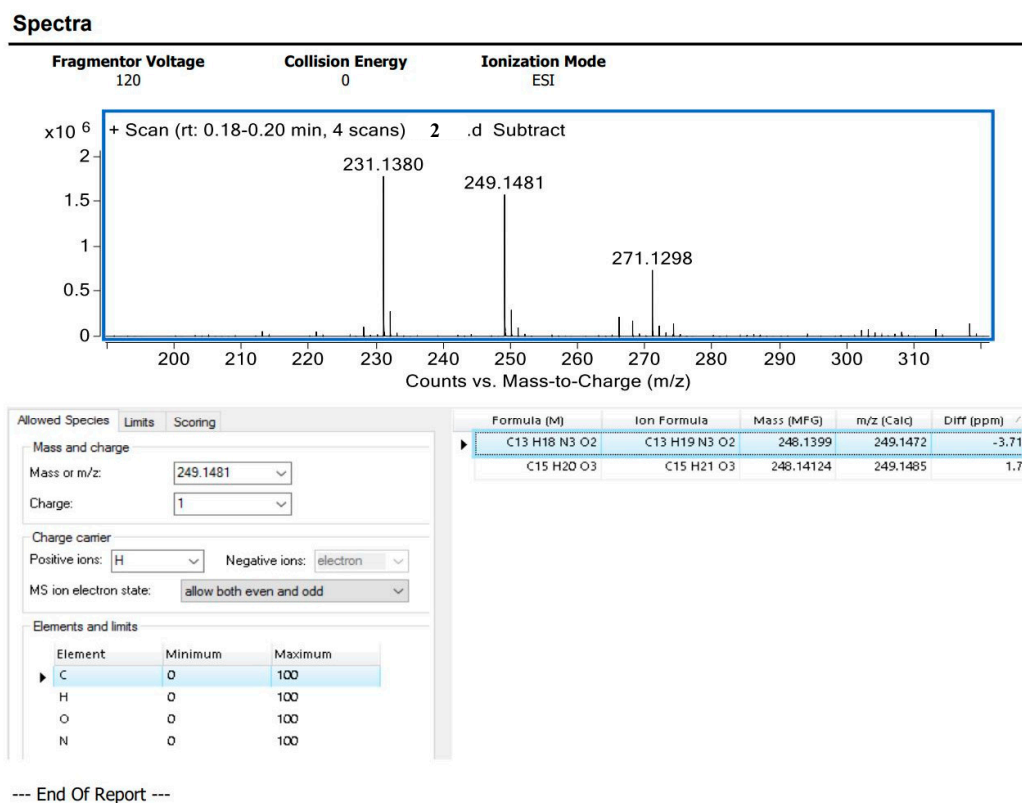 Spectra
Fragmentor Voltage Collision Energy Ionization Mode
120 0 ESI
x10 6 + Scan (rt: 0.18-0.20 min, 4 scans) 2 .d Subtract
2
231.1380
249.1481
1.5
1
271.1298
0.5
0
200 210 220 230 240 250 260 270 280 290 300 310
Counts vs. Mass-to-Charge (m/z)
Allowed Species Limits Scoring
Mass and charge
Mass or m/z: 249.1481
Charge: 1
Charge carrier
Positive ions: H Negative ions: electron
MS ion electron state: allow both even and odd
Elements and limits
Element Minimum Maximum
C 0 100
H 0 100
O 0 100
N 0 100
Formula (M) Ion Formula Mass (MFG) m/z (Calc) Diff (ppm)
C13 H18 N3 O2 C13 H19 N3 O2 248.1399 249.1472 -3.71
C15 H20 O3 C15 H21 O3 248.14124 249.1485 1.7
--- End Of Report ---